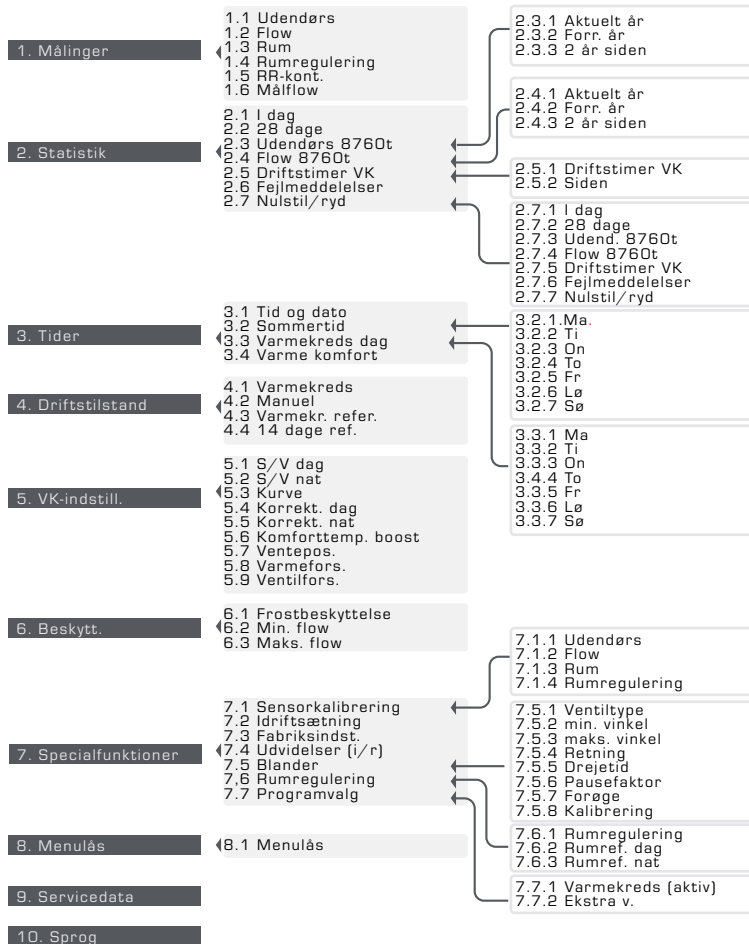 1. Målinger
1.1 Udendørs
1.2 Flow
1.3 Rum
1.4 Rumregulering
1.5 RR-kont.
1.6 Målflow
2. Statistik
2.1 I dag
2.2 28 dage
2.3 Udendørs 8760t
2.4 Flow 8760t
2.5 Driftstimer VK
2.6 Fejlmeddelelser
2.7 Nulstil/ryd
2.3.1 Aktuelt år
2.3.2 Forr. år
2.3.3 2 år siden
2.4.1 Aktuelt år
2.4.2 Forr. år
2.4.3 2 år siden
2.5.1 Driftstimer VK
2.5.2 Siden
2.7.1 I dag
2.7.2 28 dage
2.7.3 Udend. 8760t
2.7.4 Flow 8760t
2.7.5 Driftstimer VK
2.7.6 Fejlmeddelelser
2.7.7 Nulstil/ryd
3. Tider
3.1 Tid og dato
3.2 Sommertid
3.3 Varmekreds dag
3.4 Varme komfort
3.2.1.Ma.
3.2.2 Ti
3.2.3 On
3.2.4 To
3.2.5 Fr
3.2.6 Lø
3.2.7 Sø
3.3.1 Ma
3.3.2 Ti
3.3.3 On
3.4.4 To
3.3.5 Fr
3.3.6 Lø
3.3.7 Sø
4. Driftstilstand
4.1 Varmekreds
4.2 Manuel
4.3 Varmekr. refer.
4.4 14 dage ref.
5. VK-indstill.
5.1 S/V dag
5.2 S/V nat
5.3 Kurve
5.4 Korrekt. dag
5.5 Korrekt. nat
5.6 Komforttemp. boost
5.7 Ventepos.
5.8 Varmefors.
5.9 Ventilfors.
6. Beskytt.
6.1 Frostbeskyttelse
6.2 Min. flow
6.3 Maks. flow
7. Specialfunktioner
7.1 Sensorkalibrering
7.2 Idriftsætning
7.3 Fabriksindst.
7.4 Udvidelser (i/r)
7.5 Blander
7,6 Rumregulering
7.7 Programvalg
7.1.1 Udendørs
7.1.2 Flow
7.1.3 Rum
7.1.4 Rumregulering
7.5.1 Ventiltype
7.5.2 min. vinkel
7.5.3 maks. vinkel
7.5.4 Retning
7.5.5 Drejetid
7.5.6 Pausefaktor
7.5.7 Forøge
7.5.8 Kalibrering
7.6.1 Rumregulering
7.6.2 Rumref. dag
7.6.3 Rumref. nat
7.7.1 Varmekreds (aktiv)
7.7.2 Ekstra v.
8. Menulås
8.1 Menulås
9. Servicedata
10. Sprog